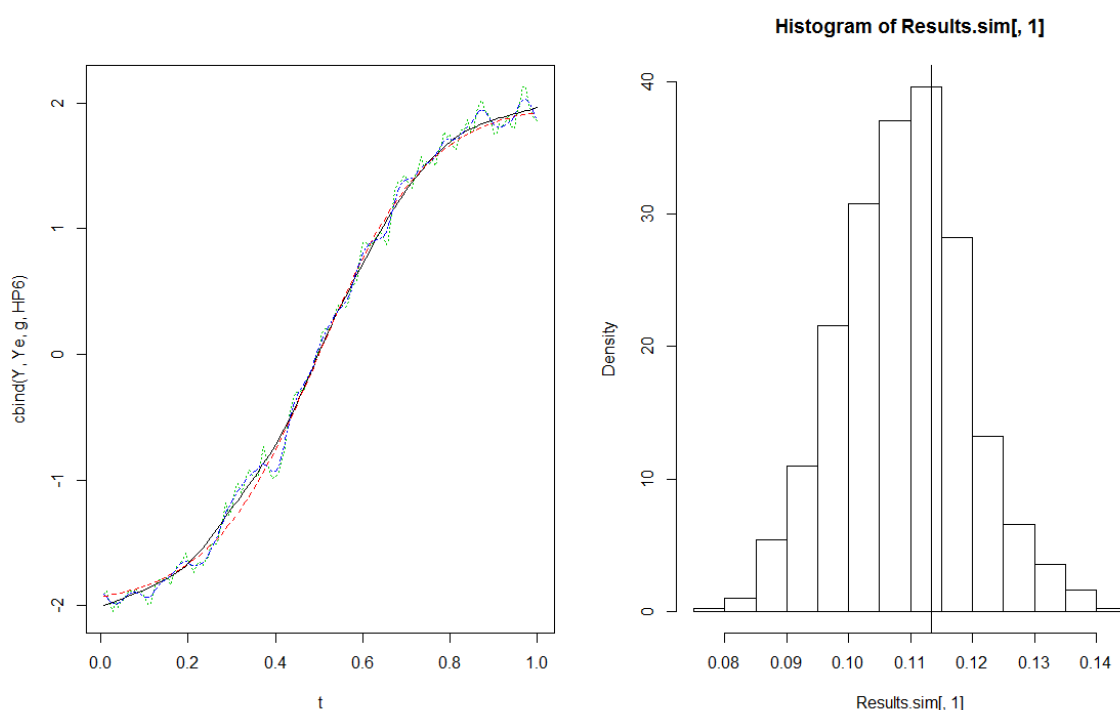 cbind(Y, Ye, g, HP6)
2
1
0
-1
-2
0.0 0.2 0.4 0.6 0.8 1.0
t
Histogram of Results.sim[, 1]
Density
40
30
20
10
0
0.08 0.09 0.10 0.11 0.12 0.13 0.14
Results.sim[, 1]